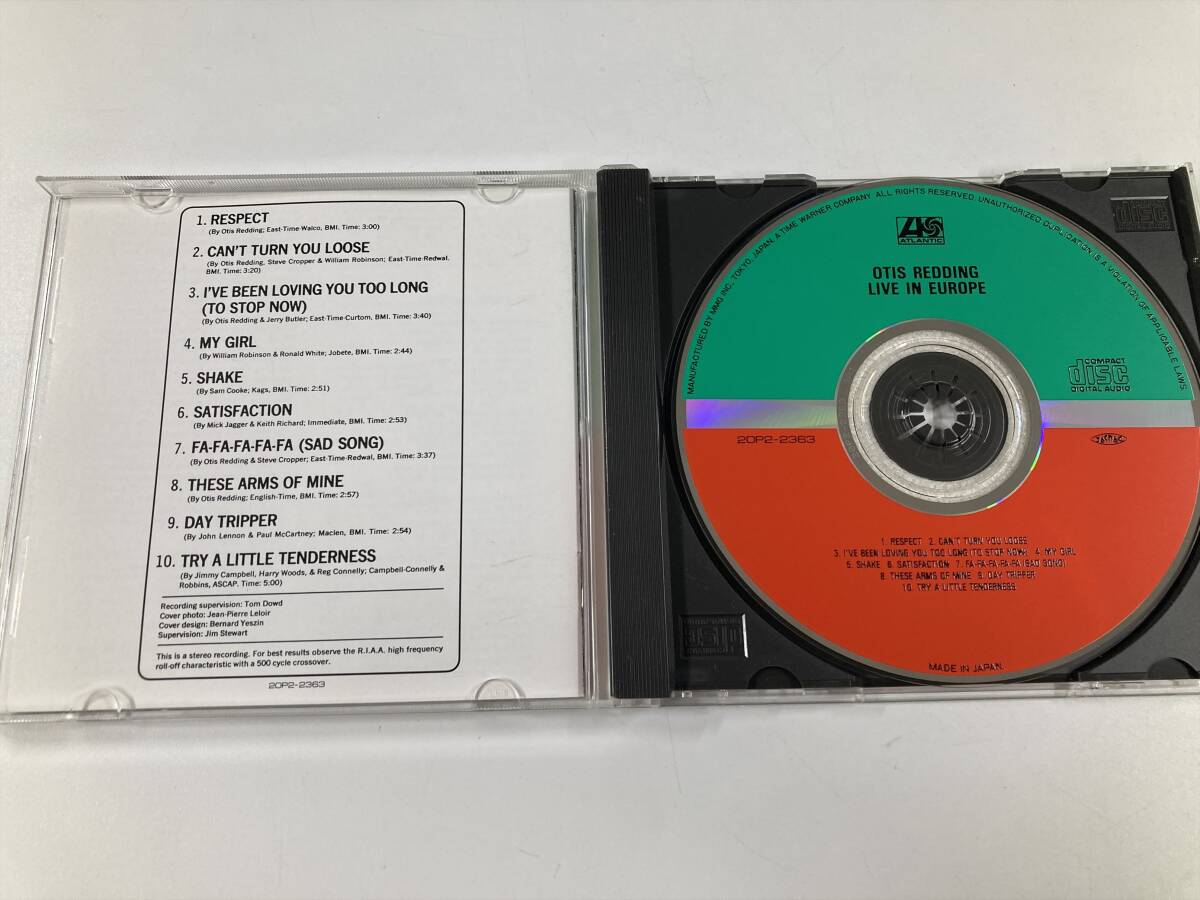 1. RESPECT
(By Otis Redding; East-Time-Walco, BMI. Time: 3:00)
2. CAN'T TURN YOU LOOSE
(By Otis Redding, Steve Cropper & William Robinson; East-Time-Redwal.
BMI. Time: 3:20)
3. I'VE BEEN LOVING YOU TOO LONG
(TO STOP NOW)
(By Otis Redding & Jerry Butler; East-Time-Curtom, BMI. Time: 3:40)
4. MY GIRL
(By William Robinson & Ronald White; Jobete, BMI. Time: 2:44)
5. SHAKE
(By Sam Cooke; Kags, BMI. Time: 2:51)
6. SATISFACTION
(By Mick Jagger & Keith Richard; Immediate, BMI. Time: 2:53)
7. FA-FA-FA-FA-FA (SAD SONG)
(By Otis Redding & Steve Cropper; East-Time-Redwal, BMI. Time: 3:37)
8. THESE ARMS OF MINE
(By Otis Redding; English-Time, BMI. Time: 2:57)
9. DAY TRIPPER
(By John Lennon & Paul McCartney; Maclen, BMI. Time: 2:54)
10. TRY A LITTLE TENDERNESS
(By Jimmy Campbell, Harry Woods, & Reg Connelly; Campbell-Connelly &
Robbins, ASCAP. Time: 5:00)
Recording supervision: Tom Dowd
Cover photo: Jean-Pierre Leloir
Cover design: Bernard Yeszin
Supervision: Jim Stewart
This is a stereo recording. For best results observe the R.I.A.A. high frequency
roll-off characteristic with a 500 cycle crossover.
20P2-2363
MANUFACTURED BY MMG INC. TOKYO, JAPAN. A TIME WARNER COMPANY. ALL RIGHTS RESERVED. UNAUTHORIZED DUPLICATION IS A VIOLATION OF APPLICABLE LAWS.
ATLANTIC
OTIS REDDING
LIVE IN EUROPE
COMPACT
disc
DIGITAL AUDIO
20P2-2363
1. RESPECT 2. CAN'T TURN YOU LOOSE
3. I'VE BEEN LOVING YOU TOO LONG (TO STOP NOW) 4. MY GIRL
5. SHAKE 6. SATISFACTION 7. FA-FA-FA-FA-FA (SAD SONG)
8. THESE ARMS OF MINE 9. DAY TRIPPER
10. TRY A LITTLE TENDERNESS
MADE IN JAPAN.
disc